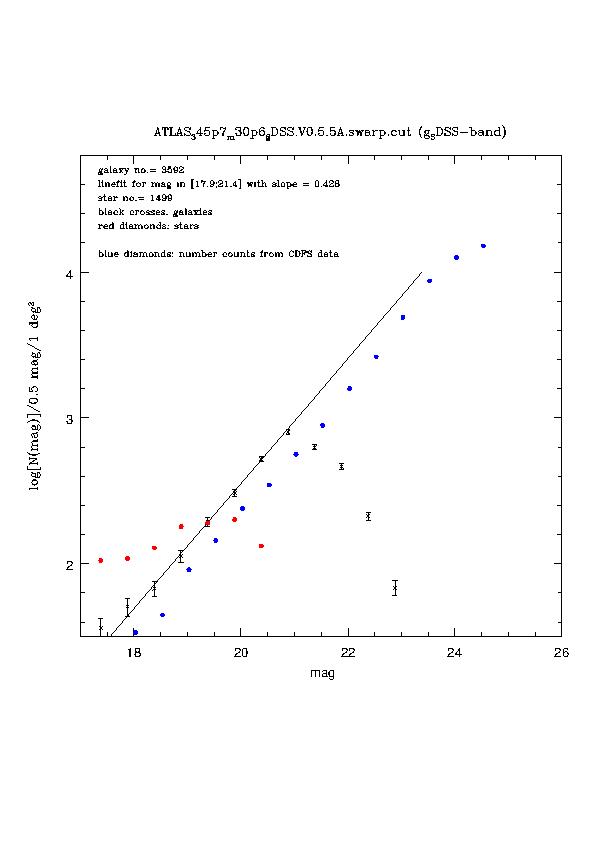 ATLAS345p7m30p6gDSS.V0.5.5A.swarp.cut (gSDSS-band)
galaxy no.= 3592
linefit for mag in [17.9;21.4] with slope = 0.428
star no.= 1499
black crosses: galaxies
red diamonds: stars
blue diamonds: number counts from CDFS data
log[N(mag)]/0.5 mag/1 deg²
4
3
2
18 20 22 24 26
mag